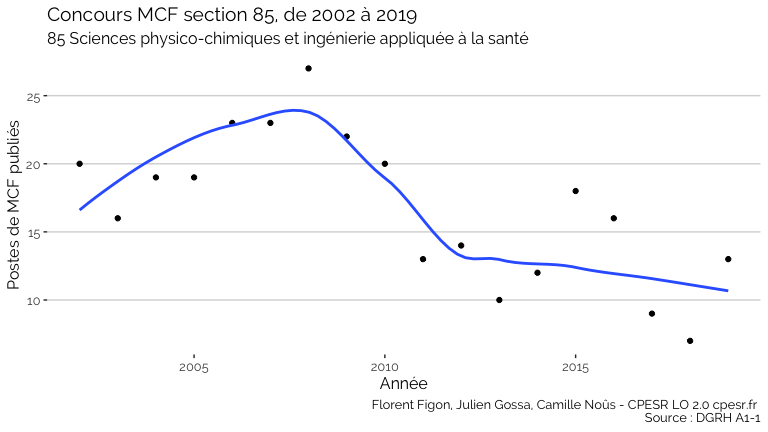 Concours MCF section 85, de 2002 à 2019
85 Sciences physico-chimiques et ingénierie appliquée à la santé
Postes de MCF publiés
25
20
15
10
2005
2010
2015
Année
Florent Figon, Julien Gossa, Camille Noûs - CPESR LO 2.0 cpesr.fr
Source : DGRH A1-1